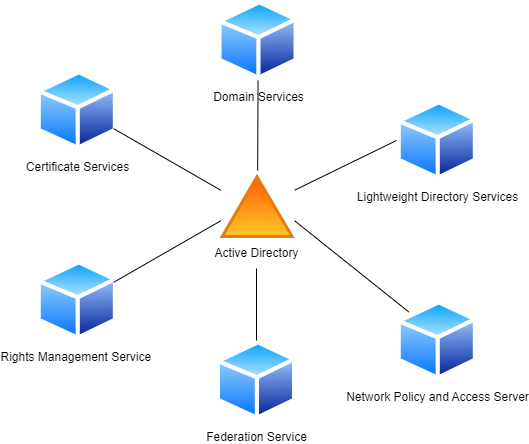 Domain Services
Certificate Services
Lightweight Directory Services
Active Directory
Rights Management Service
Network Policy and Access Server
Federation Service